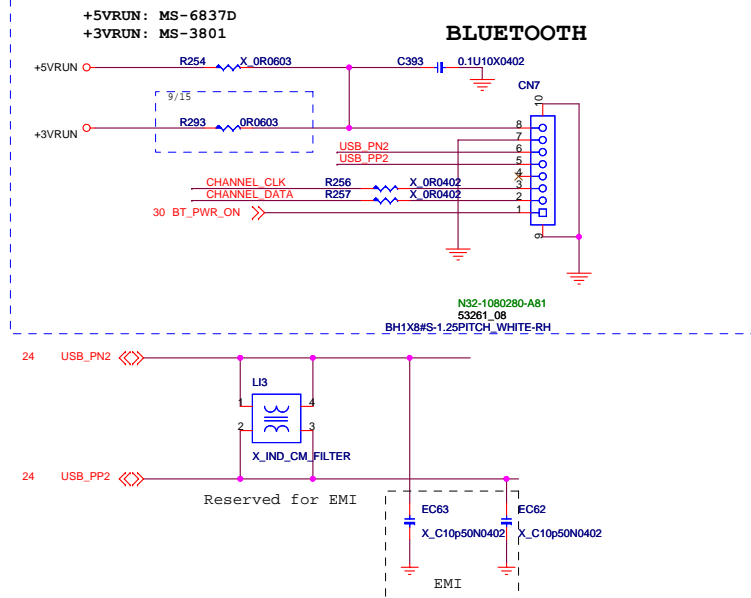 +5VRUN: MS-6837D
+3VRUN: MS-3801
BLUETOOTH
+5VRUN
R254
X_0R0603
C393
0.1U10X0402
CN7
9/15
+3VRUN
R293
0R0603
10
8
7
USB_PN2
6
USB_PP2
5
4
CHANNEL_CLK
R256
X_0R0402
3
CHANNEL_DATA
R257
X_0R0402
2
30 BT_PWR_ON
1
9
N32-1080280-A81
53261_08
BH1X8#S-1.25PITCH_WHITE-RH
24 USB_PN2
LI3
1
4
2
3
X_IND_CM_FILTER
24 USB_PP2
Reserved for EMI
EC63
EC62
X_C10p50N0402
X_C10p50N0402
EMI